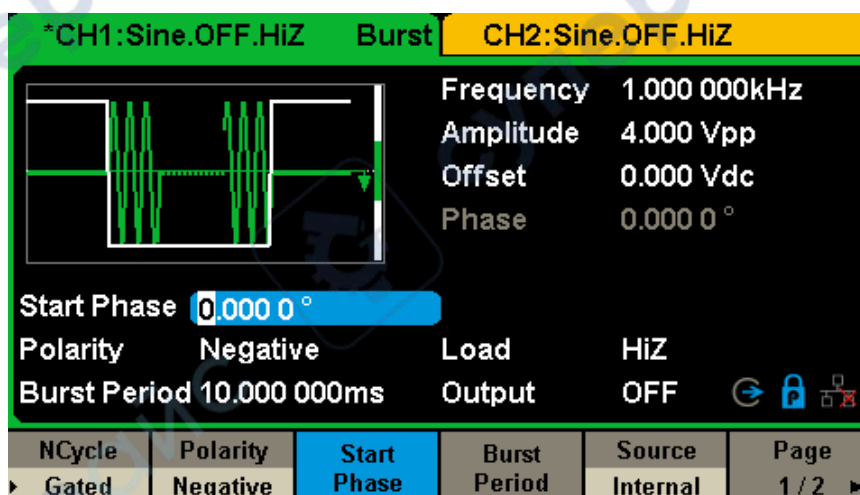 *CH1:Sine.OFF.HiZ Burst CH2:Sine.OFF.HiZ
Frequency 1.000 000kHz
Amplitude 4.000 Vpp
Offset 0.000 Vdc
Phase 0.000 0 °
Start Phase 0.000 0 °
Polarity Negative Load HiZ
Burst Period 10.000 000ms Output OFF
NCycle Polarity Start Burst Source Page
Gated Negative Phase Period Internal 1/2